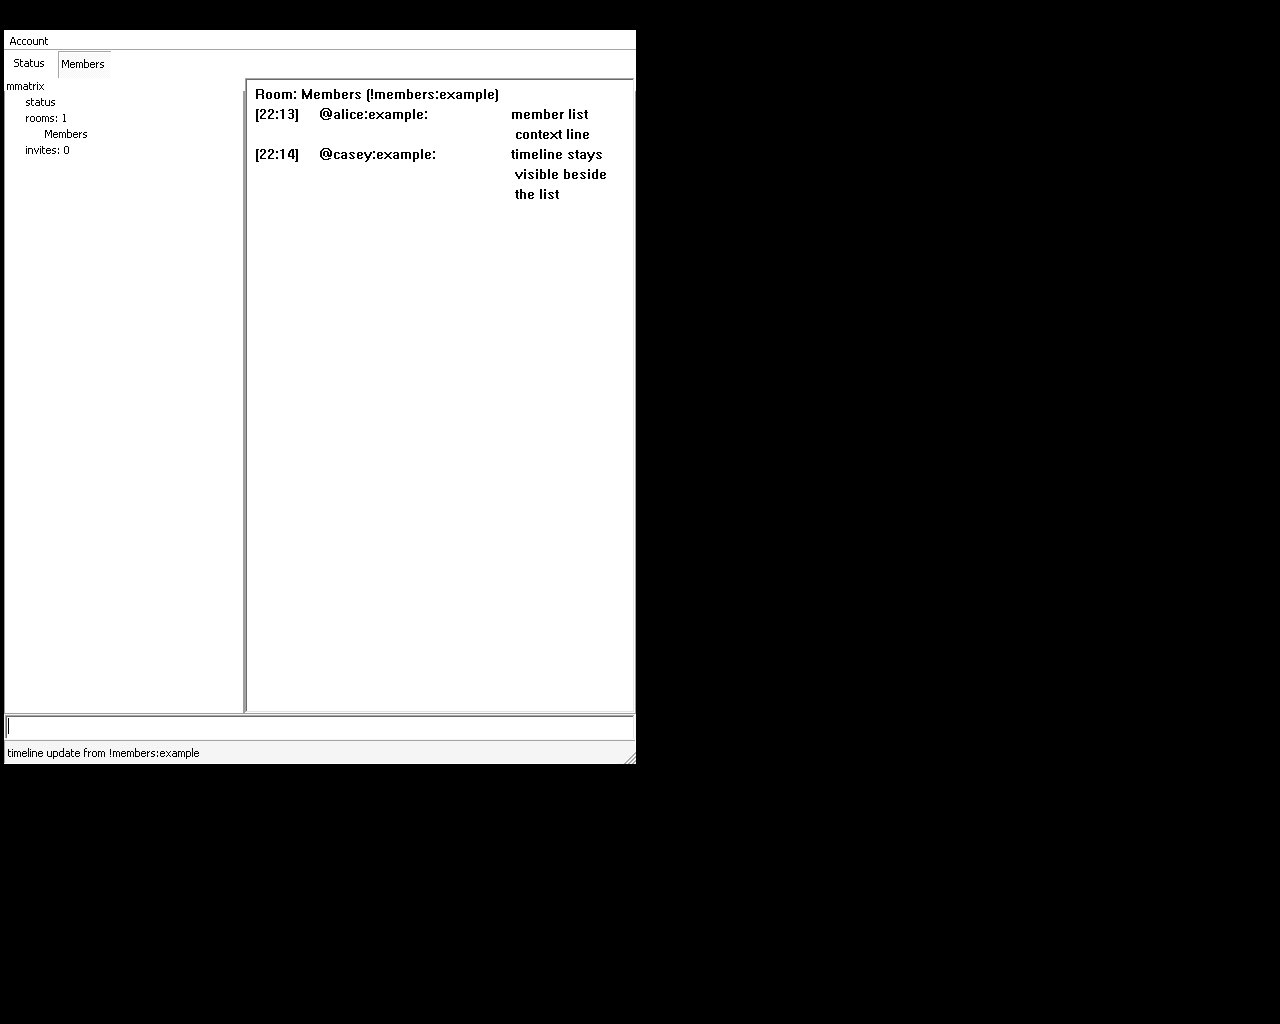 Account
Status Members
mmatrix
status
rooms: 1
Members
invites: 0
Room: Members (!members:example)
[22:13] @alice:example: member list
context line
[22:14] @casey:example: timeline stays
visible beside
the list
timeline update from !members:example